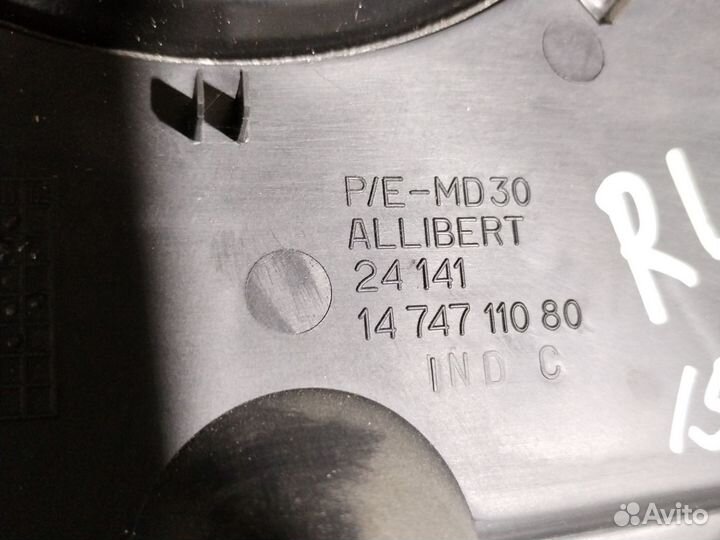 P/E-MD30
ALLIBERT
24 141
14 747 110 80
IND C
Avito